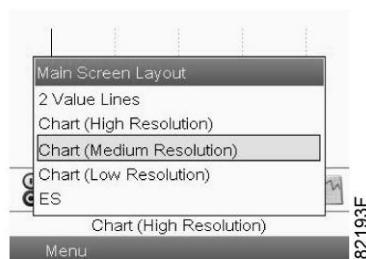 Main Screen Layout
2 Value Lines
Chart (High Resolution)
Chart (Medium Resolution)
Chart (Low Resolution)
ES
Chart (High Resolution)
Menu
82193F